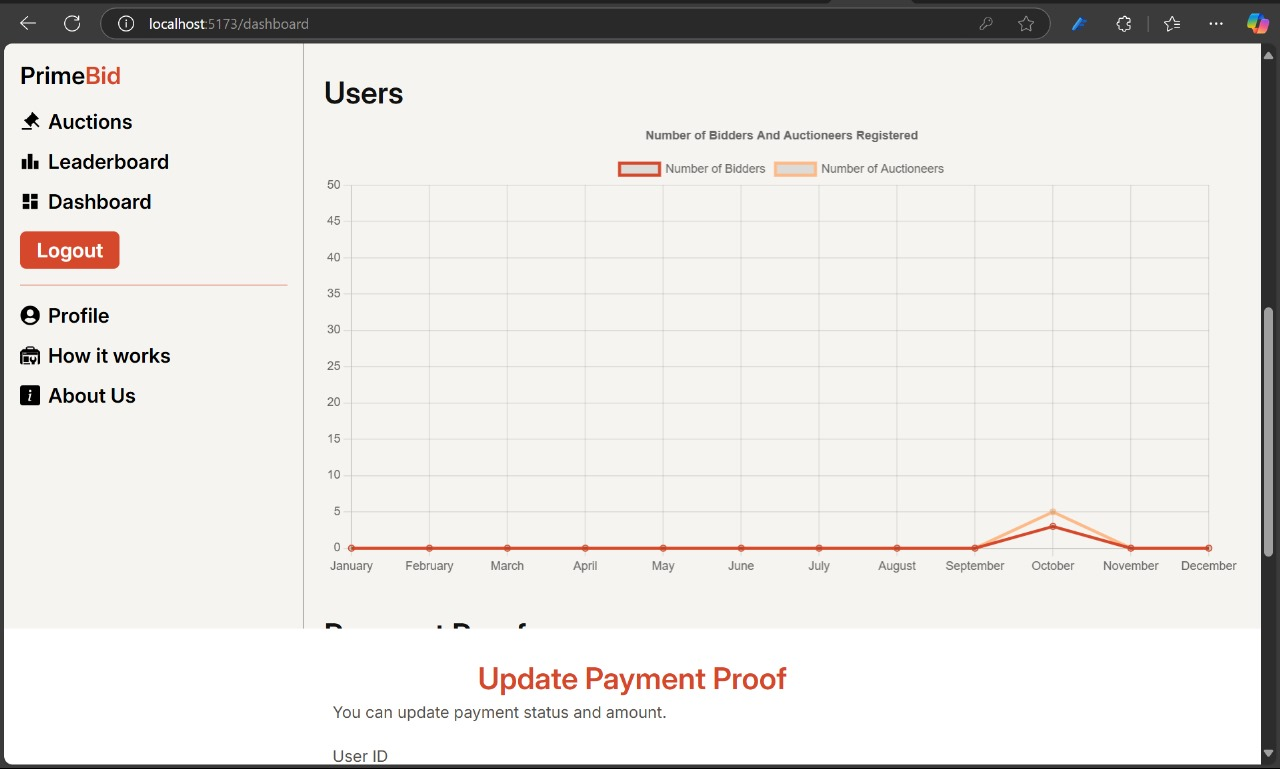 localhost:5173/dashboard
PrimeBid
Auctions
Leaderboard
Dashboard
Logout
Profile
How it works
About Us
Users
Number of Bidders And Auctioneers Registered
Number of Bidders Number of Auctioneers
50
45
40
35
30
25
20
15
10
5
0
January February March April May June July August September October November December
Update Payment Proof
You can update payment status and amount.
User ID